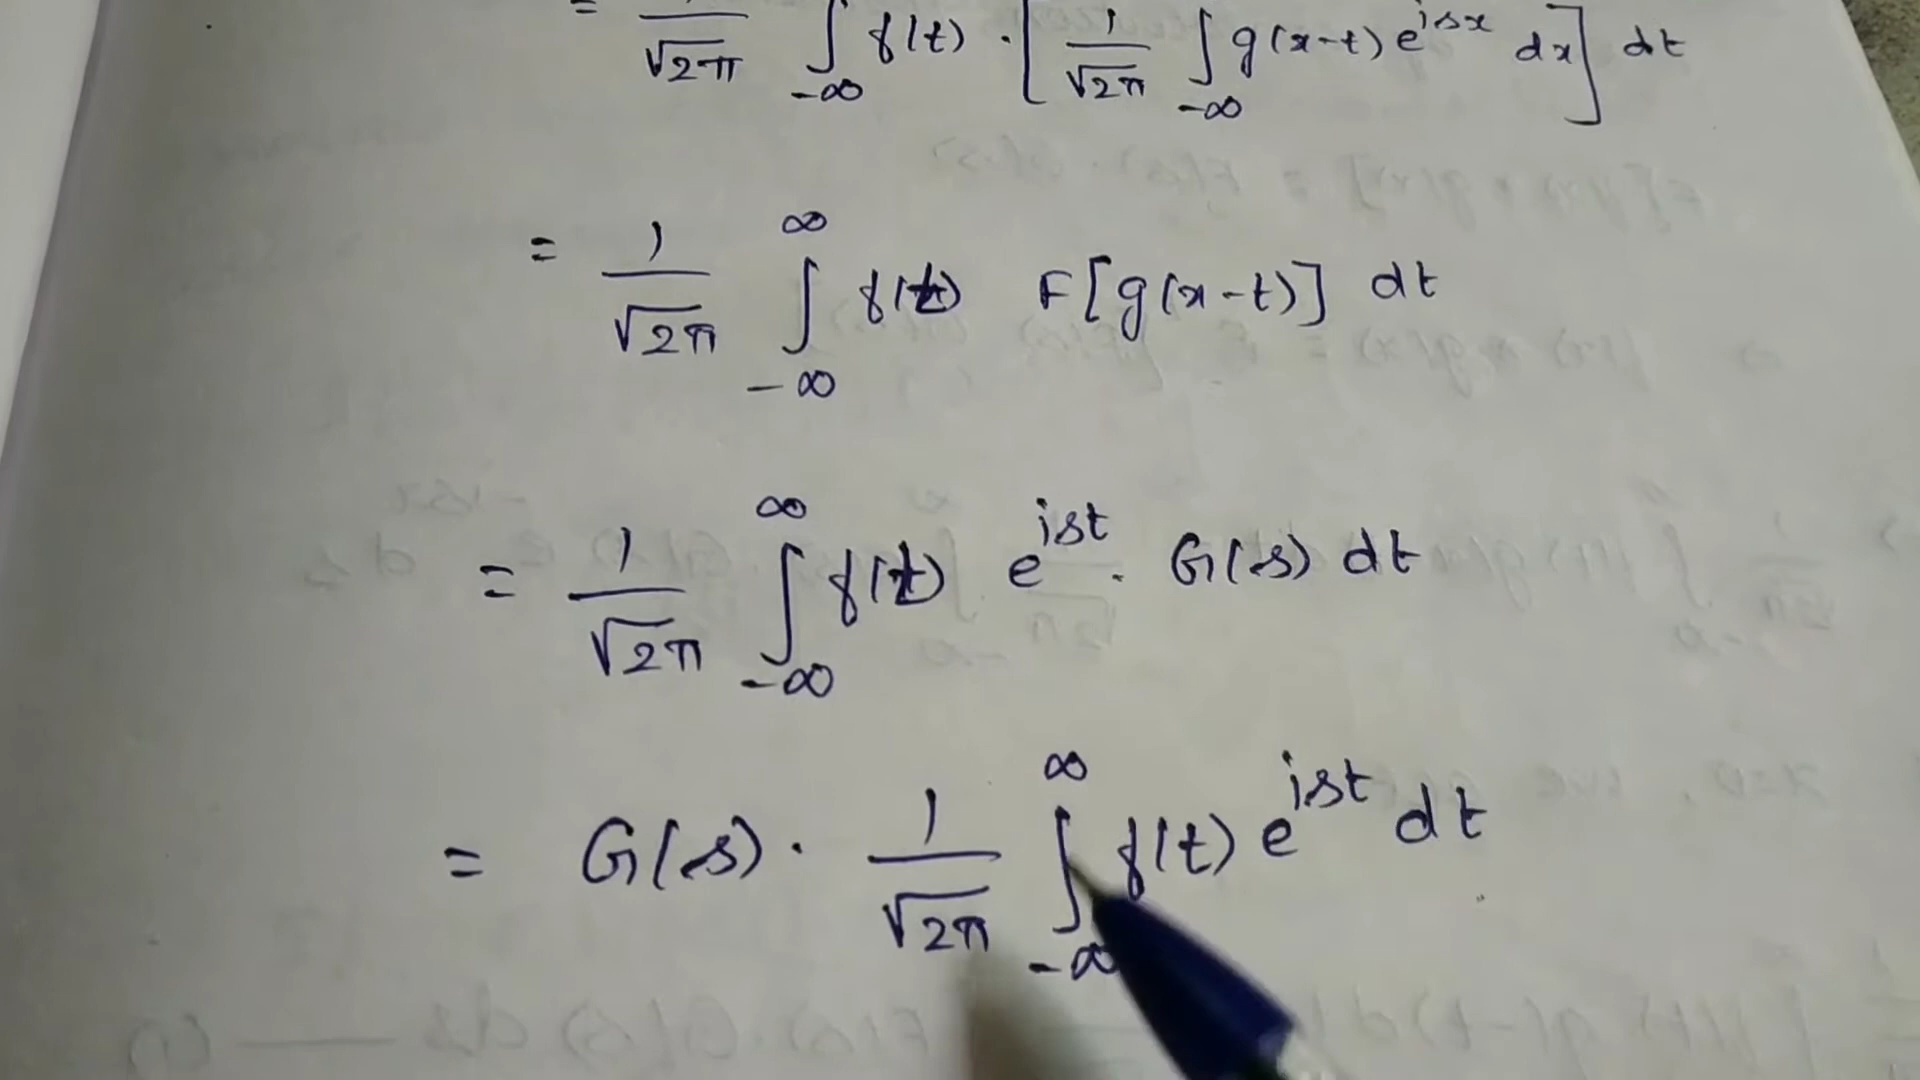 = 1/√2π ∫_{-∞} f(t) · [ 1/√2π ∫_{-∞} g(x-t) e^{isx} dx ] dt
= 1/√2π ∫_{-∞}^{∞} f(t) F[g(x-t)] dt
= 1/√2π ∫_{-∞}^{∞} f(t) e^{ist} · G(s) dt
= G(s) · 1/√2π ∫_{-∞}^{∞} f(t) e^{ist} dt